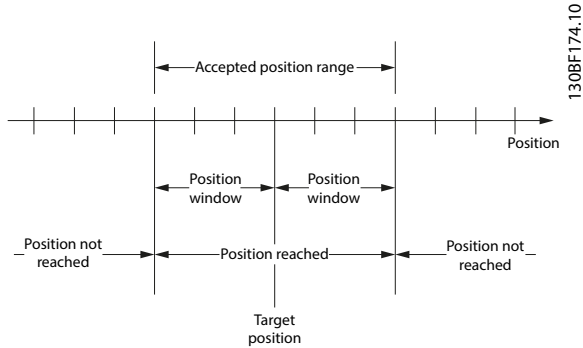 130BF174.10
Accepted position range
Position
Position
window
Position
window
Position not
reached
Position reached
Position not
reached
Target
position